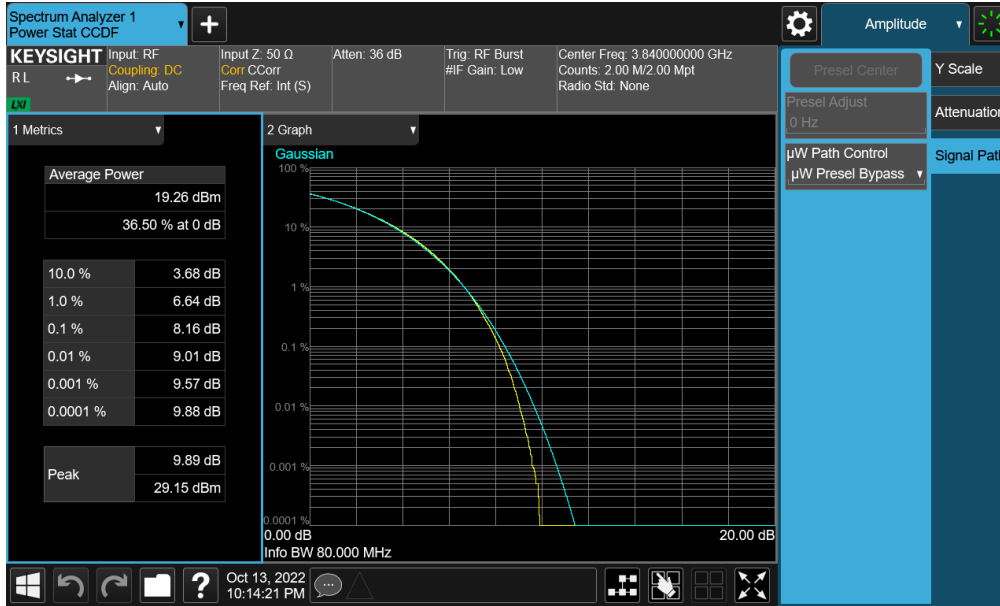 Spectrum Analyzer 1
Power Stat CCDF
+
Amplitude
KEYSIGHT
RL
LXI
Input: RF
Coupling: DC
Align: Auto
Input Z: 50 Ω
Corr CCorr
Freq Ref: Int (S)
Atten: 36 dB
Trig: RF Burst
#IF Gain: Low
Center Freq: 3.840000000 GHz
Counts: 2.00 M/2.00 Mpt
Radio Std: None
Presel Center
Presel Adjust
0 Hz
µW Path Control
µW Presel Bypass
Y Scale
Attenuation
Signal Path
1 Metrics
Average Power
19.26 dBm
36.50 % at 0 dB
10.0 % 3.68 dB
1.0 % 6.64 dB
0.1 % 8.16 dB
0.01 % 9.01 dB
0.001 % 9.57 dB
0.0001 % 9.88 dB
Peak
9.89 dB
29.15 dBm
2 Graph
Gaussian
100 %
10 %
1 %
0.1 %
0.01 %
0.001 %
0.0001 %
0.00 dB 20.00 dB
Info BW 80.000 MHz
?
Oct 13, 2022
10:14:21 PM